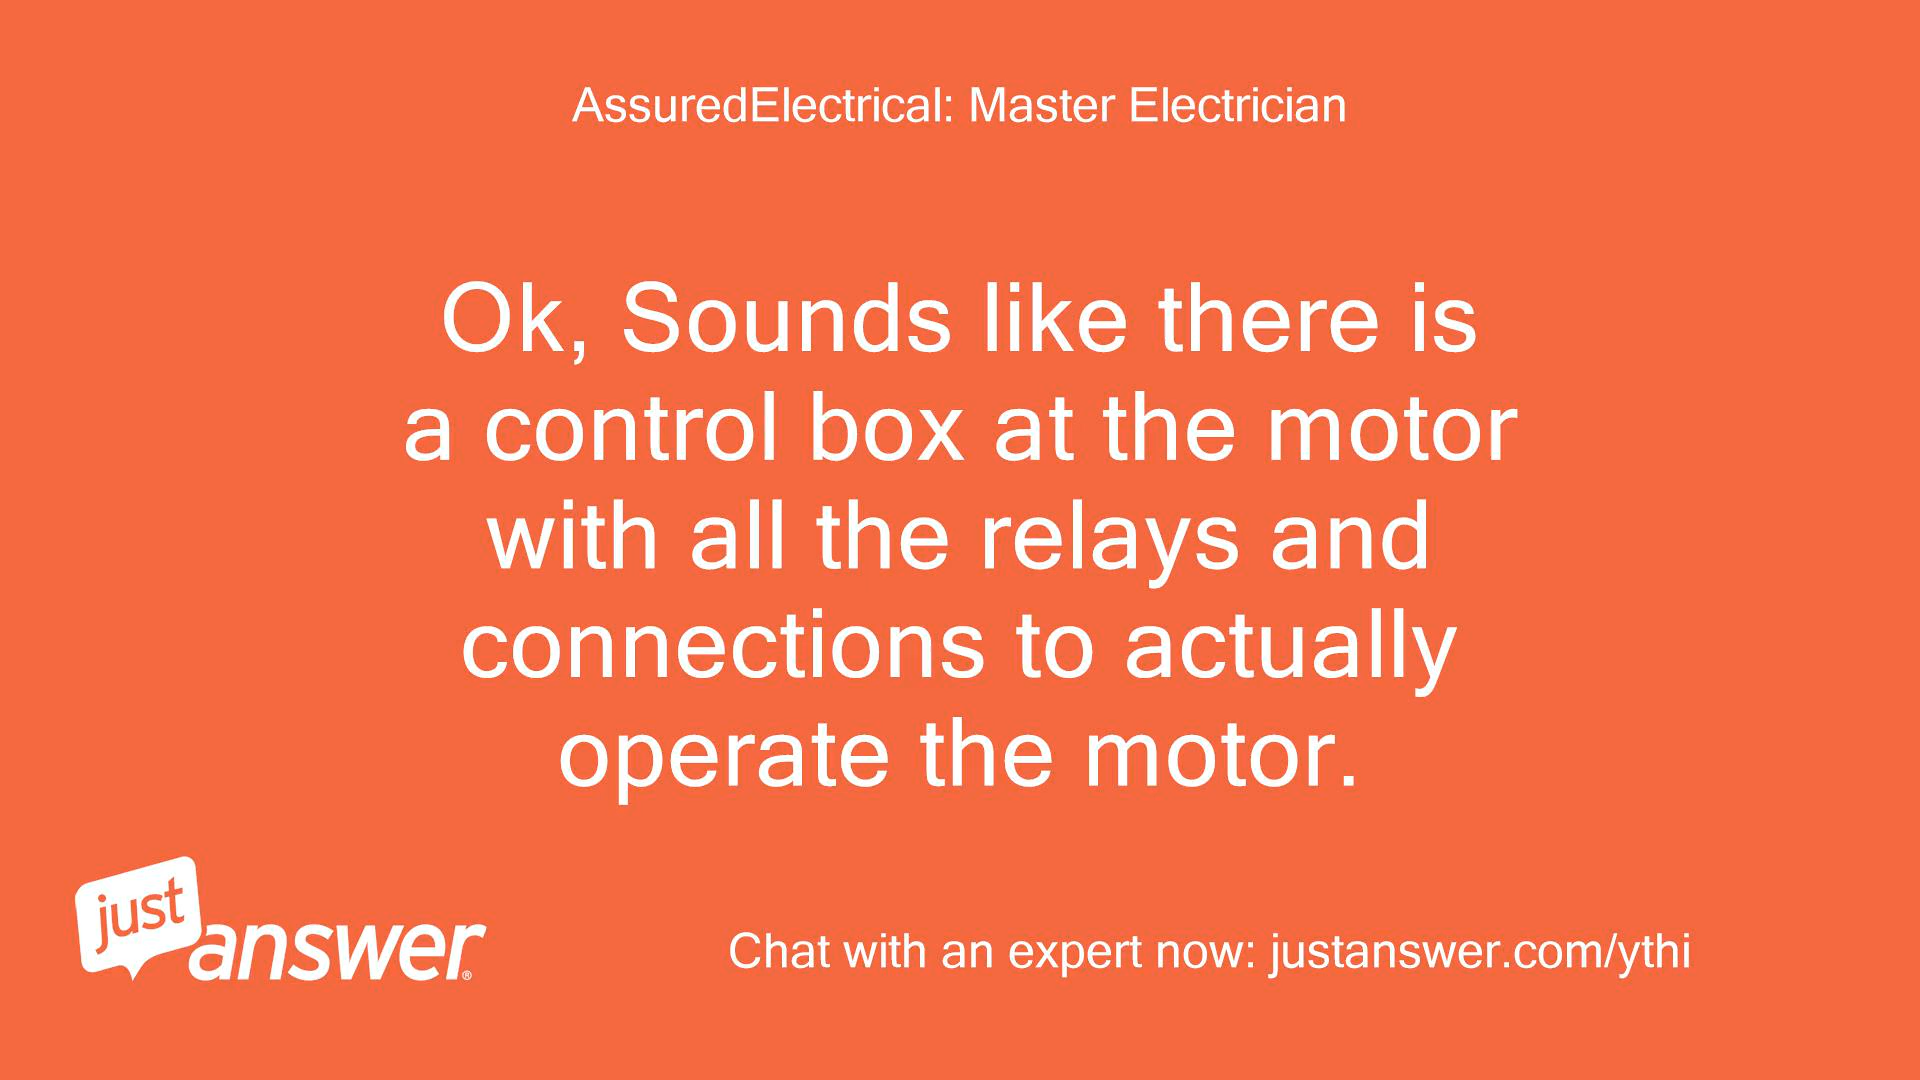 AssuredElectrical: Master Electrician
Ok, Sounds like there is
a control box at the motor
with all the relays and
connections to actually
operate the motor.
just
answer®
Chat with an expert now: justanswer.com/ythi